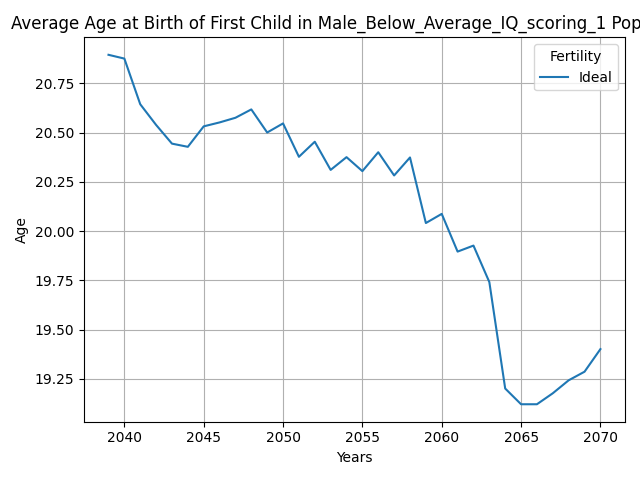 Average Age at Birth of First Child in Male_Below_Average_IQ_scoring_1 Pop
Fertility
Ideal
20.75
20.50
20.25
20.00
19.75
19.50
19.25
Age
2040 2045 2050 2055 2060 2065 2070
Years